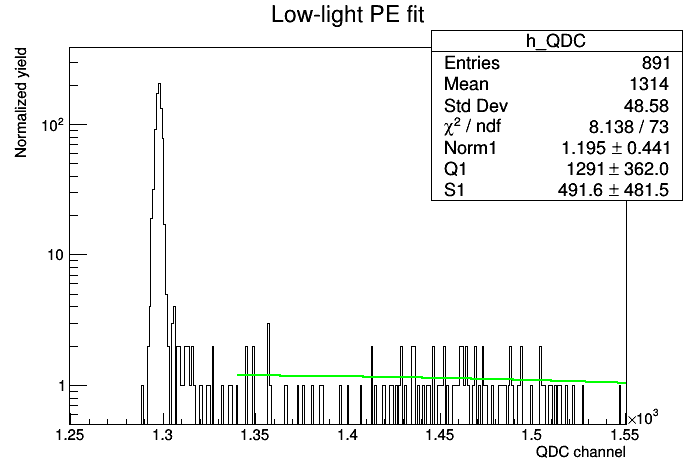 Low-light PE fit
h_QDC
Entries 891
Mean 1314
Std Dev 48.58
χ² / ndf 8.138 / 73
Norm1 1.195 ± 0.441
Q1 1291 ± 362.0
S1 491.6 ± 481.5
Normalized yield
10²
10
1
1.25 1.3 1.35 1.4 1.45 1.5 1.55
×10³
QDC channel